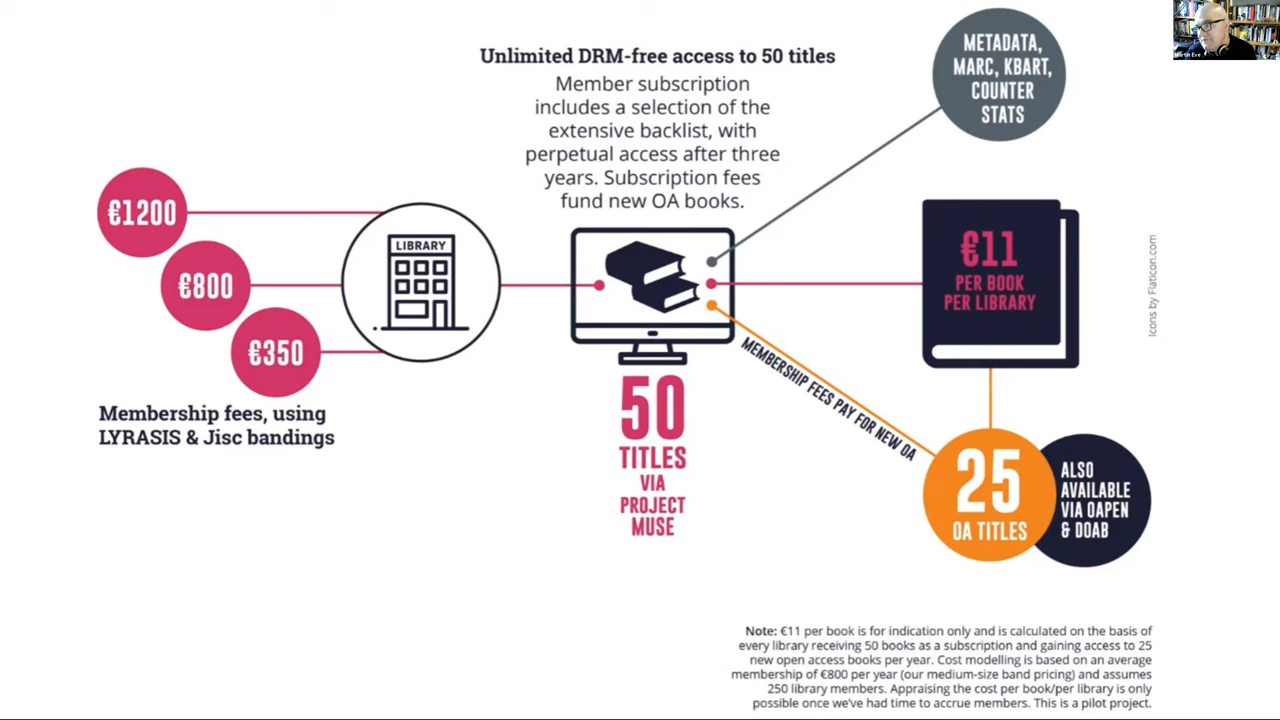 Unlimited DRM-free access to 50 titles
Member subscription
includes a selection of the
extensive backlist, with
perpetual access after three
years. Subscription fees
fund new OA books.
METADATA,
MARC, KBART,
COUNTER
STATS
Martin Eve
€1200
€800
€350
Membership fees, using
LYRASIS & Jisc bandings
LIBRARY
50
TITLES
VIA
PROJECT
MUSE
€11
PER BOOK
PER LIBRARY
Icons by Flaticon.com
MEMBERSHIP FEES PAY FOR NEW OA
25
OA TITLES
ALSO
AVAILABLE
VIA OAPEN
& DOAB
Note: €11 per book is for indication only and is calculated on the basis of
every library receiving 50 books as a subscription and gaining access to 25
new open access books per year. Cost modelling is based on an average
membership of €800 per year (our medium-size band pricing) and assumes
250 library members. Appraising the cost per book/per library is only
possible once we've had time to accrue members. This is a pilot project.